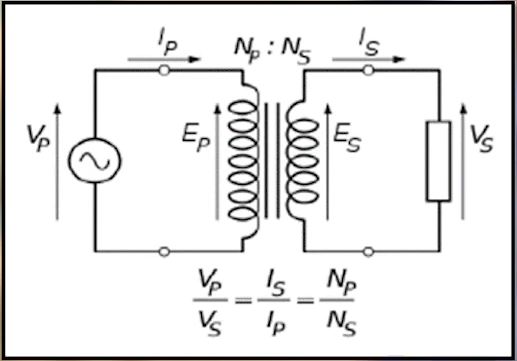 I_P N_P : N_S I_S
V_P E_P E_S V_S
V_P/V_S = I_S/I_P = N_P/N_S